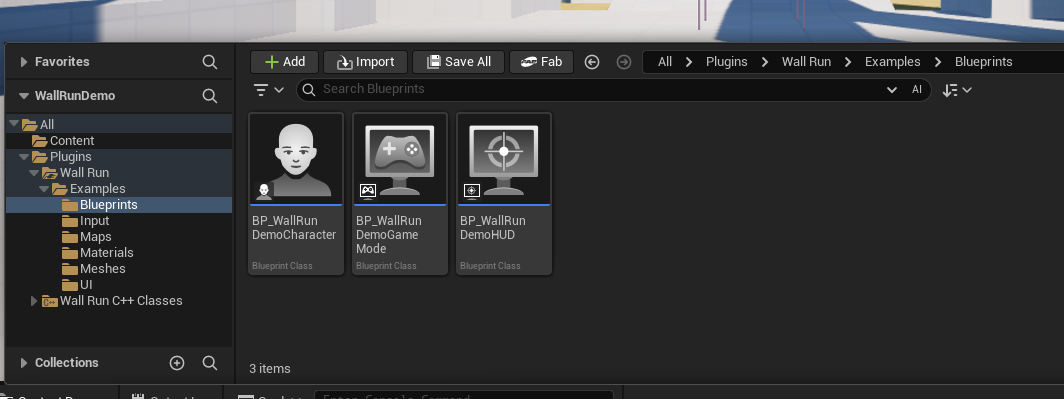 Favorites
Add
Import
Save All
Fab
All
Plugins
Wall Run
Examples
Blueprints
WallRunDemo
Search Blueprints
AI
All
Content
Plugins
Wall Run
Examples
Blueprints
Input
Maps
Materials
Meshes
UI
Wall Run C++ Classes
BP_WallRun
DemoCharacter
Blueprint Class
BP_WallRun
DemoGame
Mode
Blueprint Class
BP_WallRun
DemoHUD
Blueprint Class
Collections
3 items
Enter Console Command